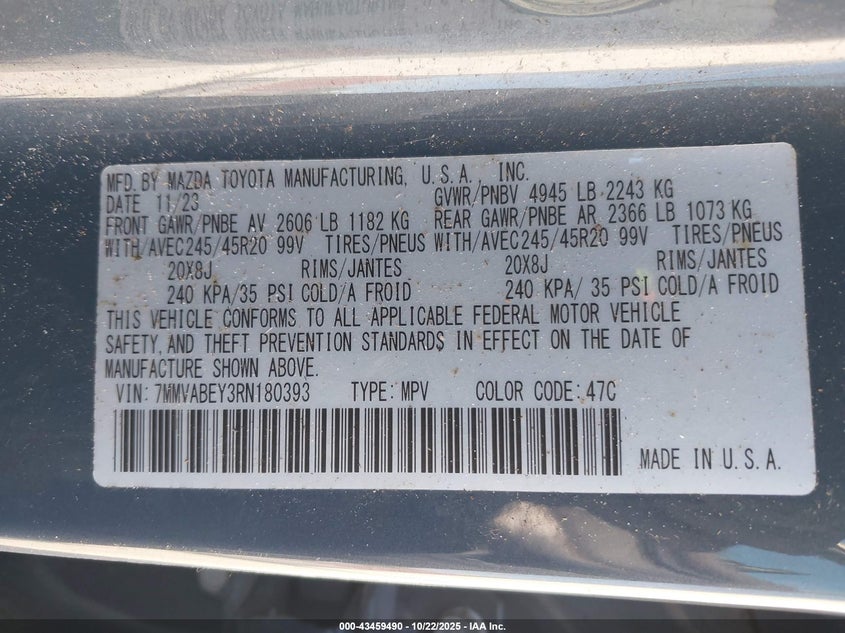 MFD. BY MAZDA TOYOTA MANUFACTURING, U.S.A., INC.
DATE 11/23 GVWR/PNBV 4945 LB 2243 KG
FRONT GAWR/PNBE AV 2606 LB 1182 KG REAR GAWR/PNBE AR 2366 LB 1073 KG
WITH/AVEC245/45R20 99V TIRES/PNEUS WITH/AVEC245/45R20 99V TIRES/PNEUS
20X8J RIMS/JANTES 20X8J RIMS/JANTES
240 KPA/35 PSI COLD/A FROID 240 KPA/ 35 PSI COLD/A FROID
THIS VEHICLE CONFORMS TO ALL APPLICABLE FEDERAL MOTOR VEHICLE
SAFETY, AND THEFT PREVENTION STANDARDS IN EFFECT ON THE DATE OF
MANUFACTURE SHOWN ABOVE.
VIN: 7MMVABEY3RN180393 TYPE: MPV COLOR CODE: 47C
MADE IN U.S.A.
000-43459490 - 10/22/2025 - IAA Inc.